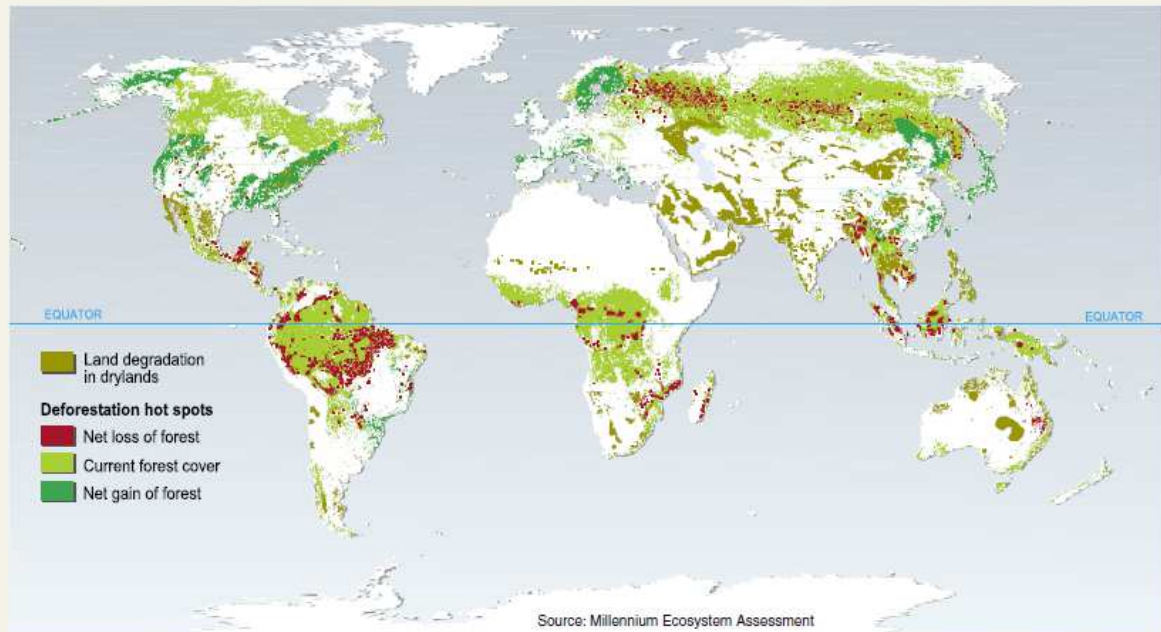 EQUATOR
EQUATOR
Land degradation
in drylands
Deforestation hot spots
Net loss of forest
Current forest cover
Net gain of forest
Source: Millennium Ecosystem Assessment